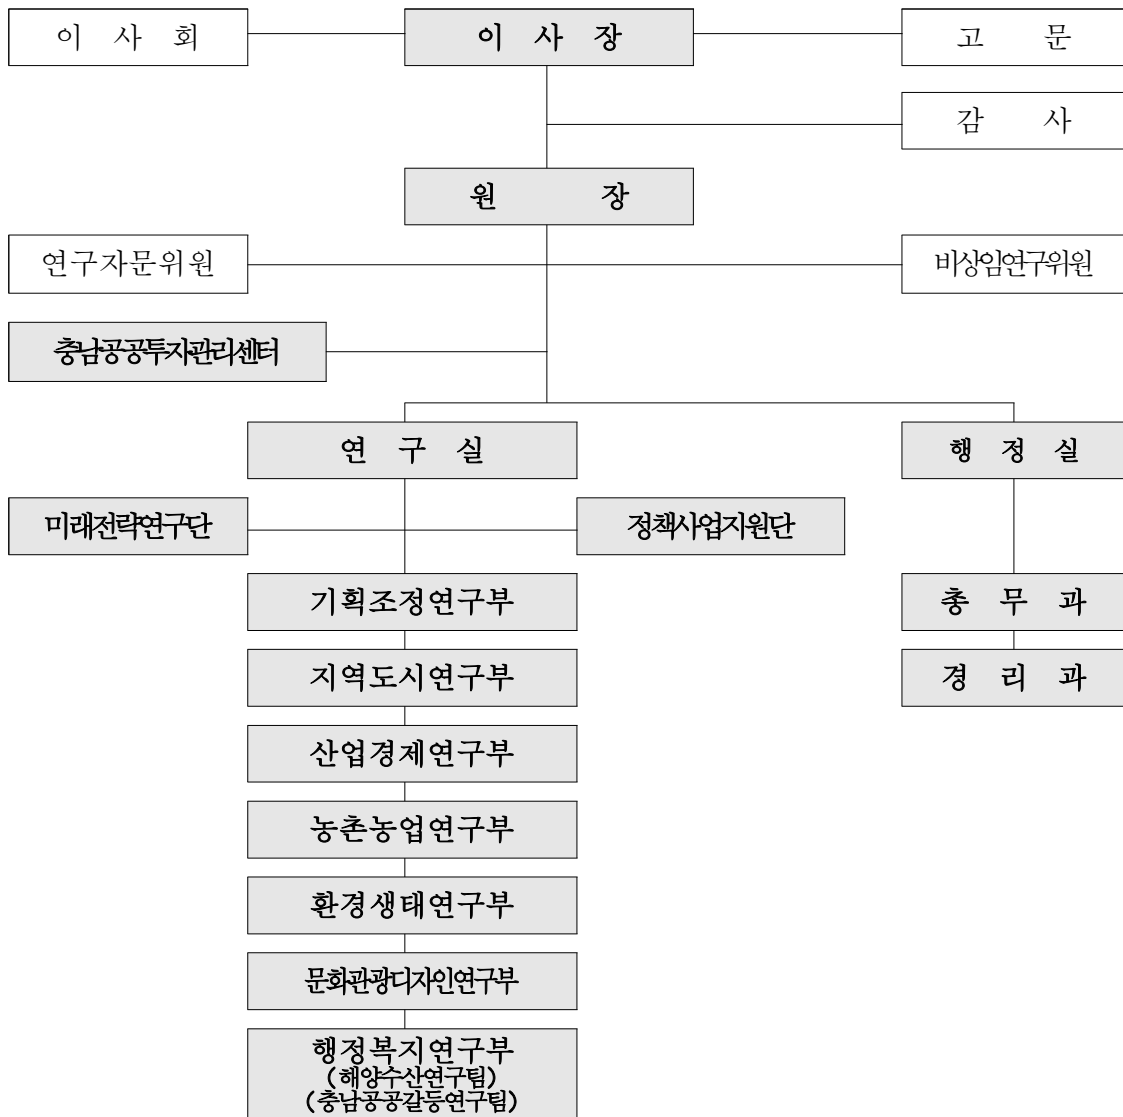 이 사 회
이 사 장
고 문
감 사
원 장
연구자문위원
비상임연구위원
충남공공투자관리센터
연 구 실
행 정 실
미래전략연구단
정책사업지원단
기획조정연구부
총 무 과
지역도시연구부
경 리 과
산업경제연구부
농촌농업연구부
환경생태연구부
문화관광디자인연구부
행정복지연구부
(해양수산연구팀)
(충남공공갈등연구팀)